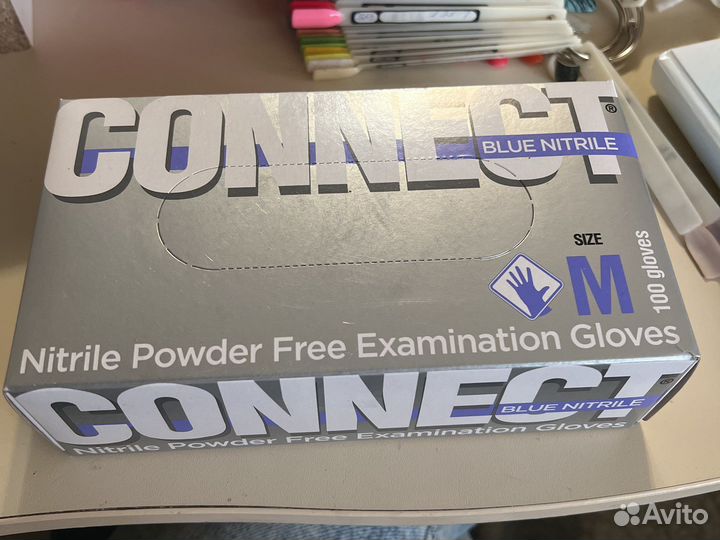 CONNECT®
BLUE NITRILE
SIZE
M
100 gloves
Nitrile Powder Free Examination Gloves
CONNECT®
BLUE NITRILE
Nitrile Powder Free Examination Gloves
Avito